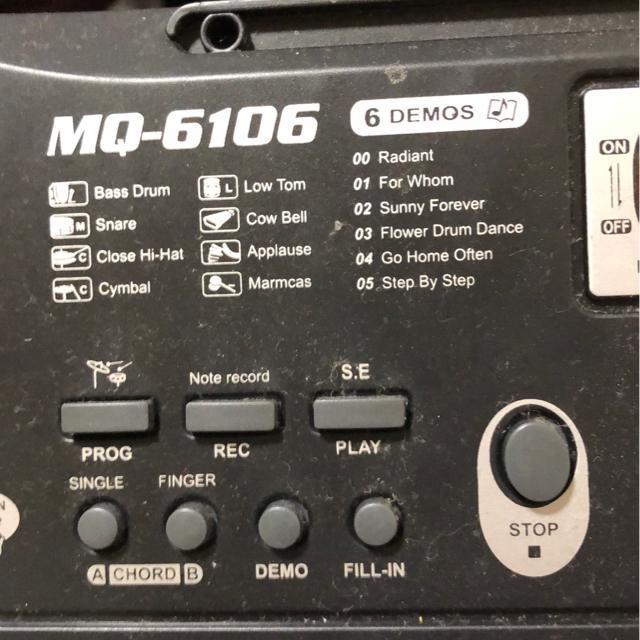 MQ-6106
6 DEMOS
Bass Drum
L Low Tom
M Snare
Cow Bell
C Close Hi-Hat
Applause
C Cymbal
Marmcas
00 Radiant
01 For Whom
02 Sunny Forever
03 Flower Drum Dance
04 Go Home Often
05 Step By Step
ON
OFF
Note record
S.E
PROG
REC
PLAY
SINGLE
FINGER
A CHORD B
DEMO
FILL-IN
STOP